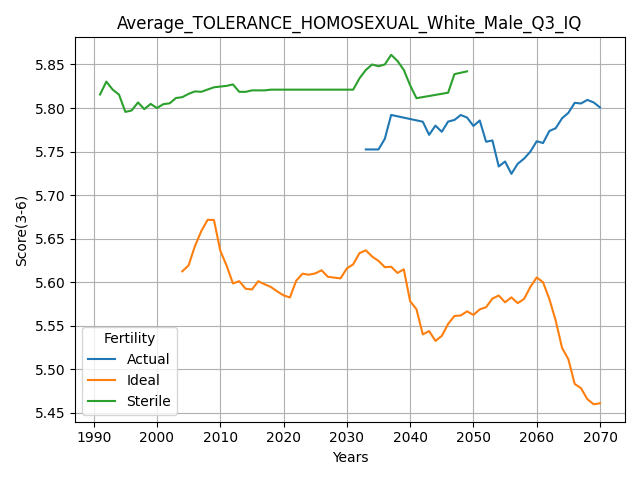 Average_TOLERANCE_HOMOSEXUAL_White_Male_Q3_IQ
Score(3-6)
5.85
5.80
5.75
5.70
5.65
5.60
5.55
5.50
5.45
Fertility
Actual
Ideal
Sterile
1990 2000 2010 2020 2030 2040 2050 2060 2070
Years